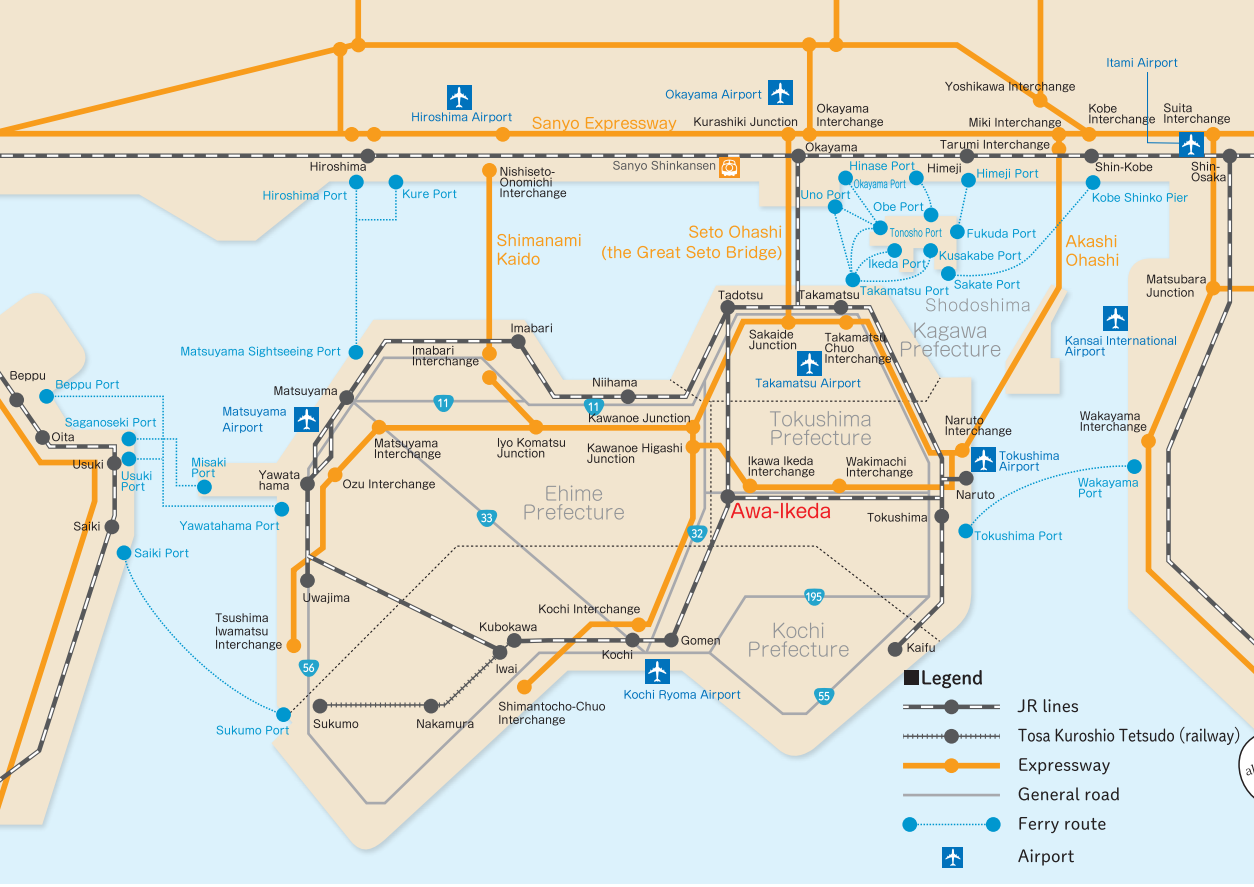 Itami Airport
Yoshikawa Interchange
Okayama Airport
Hiroshima Airport
Kobe
Interchange
Suita
Interchange
Okayama
Interchange
Sanyo Expressway
Kurashiki Junction
Miki Interchange
Tarumi Interchange
Okayama
Hiroshima
Sanyo Shinkansen
Himeji
Shin-Kobe
Shin-
Osaka
Nishiseto-
Onomichi
Interchange
Hinase Port
Himeji Port
Okayama Port
Hiroshima Port
Kure Port
Uno Port
Kobe Shinko Pier
Obe Port
Shimanami
Kaido
Seto Ohashi
(the Great Seto Bridge)
Tonosho Port
Fukuda Port
Akashi
Ohashi
Ikeda Port
Kusakabe Port
Sakate Port
Takamatsu Port
Matsubara
Junction
Shodoshima
Tadotsu
Takamatsu
Kagawa
Prefecture
Imabari
Sakaide
Junction
Takamatsu
Chuo
Interchange
Kansai International
Airport
Matsuyama Sightseeing Port
Imabari
Interchange
Beppu
Beppu Port
Matsuyama
Niihama
Takamatsu Airport
11
11
Matsuyama
Airport
Saganoseki Port
Kawanoe Junction
Tokushima
Prefecture
Naruto
Interchange
Wakayama
Interchange
Oita
Matsuyama
Interchange
Iyo Komatsu
Junction
Kawanoe Higashi
Junction
Ikawa Ikeda
Interchange
Wakimachi
Interchange
Tokushima
Airport
Usuki
Usuki
Port
Misaki
Port
Yawata
hama
Ozu Interchange
Naruto
Wakayama
Port
Ehime
Prefecture
Awa-Ikeda
Tokushima
Saiki
Yawatahama Port
33
32
Tokushima Port
Saiki Port
Uwajima
195
Tsushima
Iwamatsu
Interchange
Kochi Interchange
Kubokawa
Kochi
Prefecture
Gomen
Kaifu
Kochi
Iwai
56
Legend
Kochi Ryoma Airport
55
Shimantocho-Chuo
Interchange
Sukumo
Nakamura
Sukumo Port
JR lines
Tosa Kuroshio Tetsudo (railway)
Expressway
General road
Ferry route
Airport